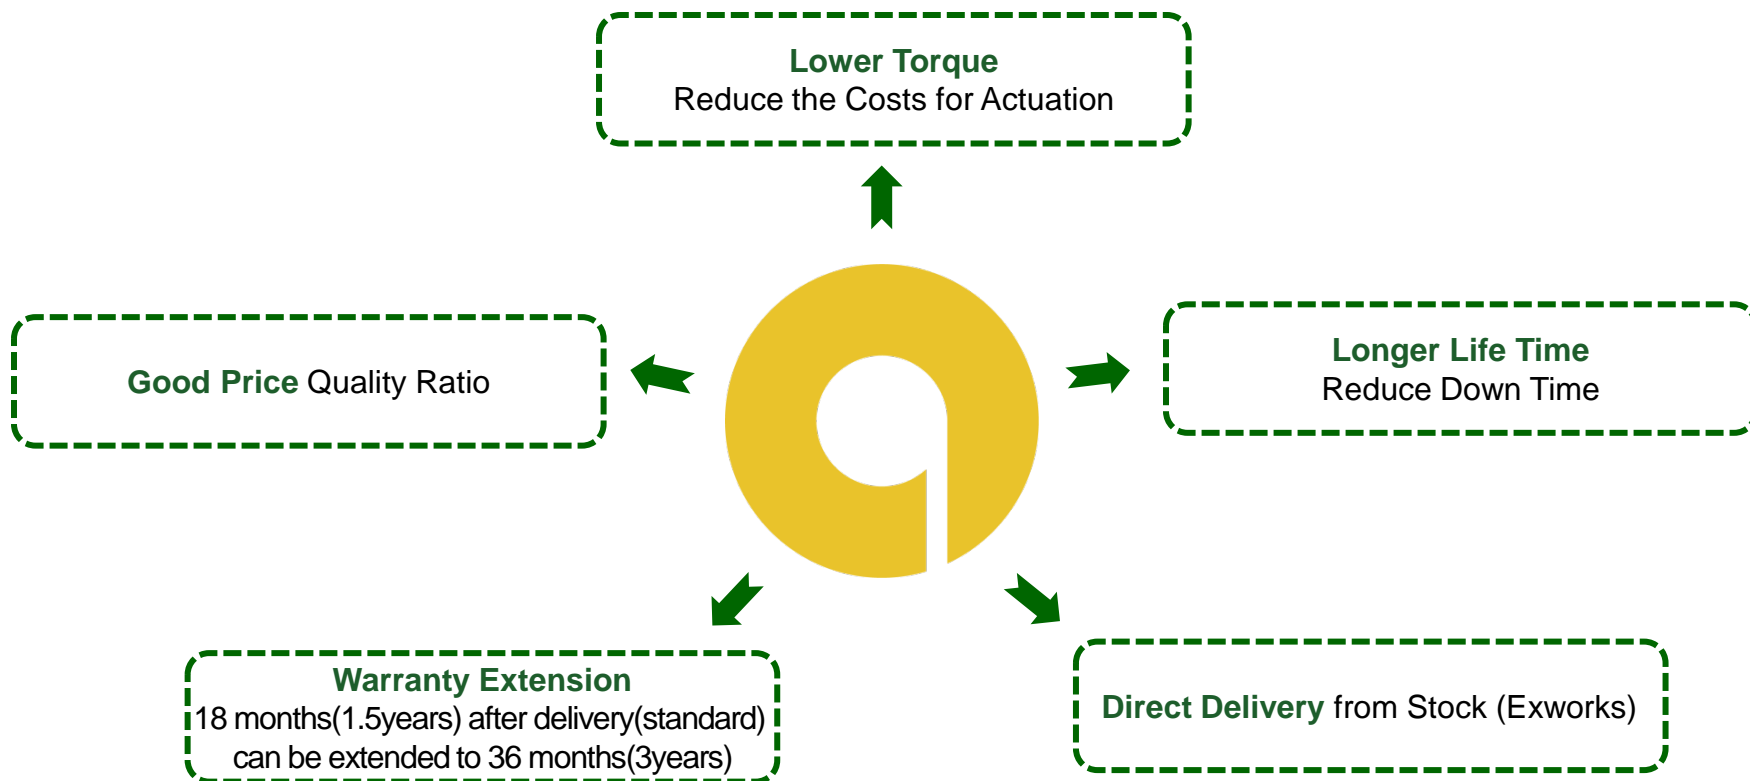 Lower Torque
Reduce the Costs for Actuation
Good Price Quality Ratio
Longer Life Time
Reduce Down Time
Warranty Extension
18 months(1.5years) after delivery(standard)
can be extended to 36 months(3years)
Direct Delivery from Stock (Exworks)